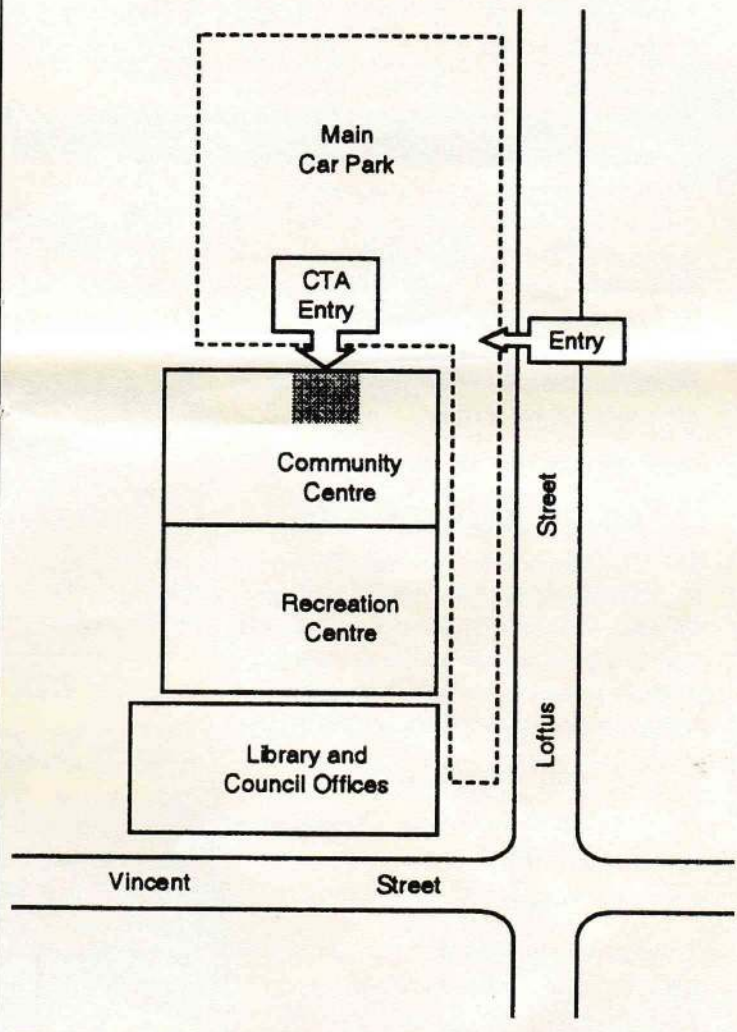 Main
Car Park
CTA
Entry
Entry
Community
Centre
Street
Recreation
Centre
Loftus
Library and
Council Offices
Vincent Street